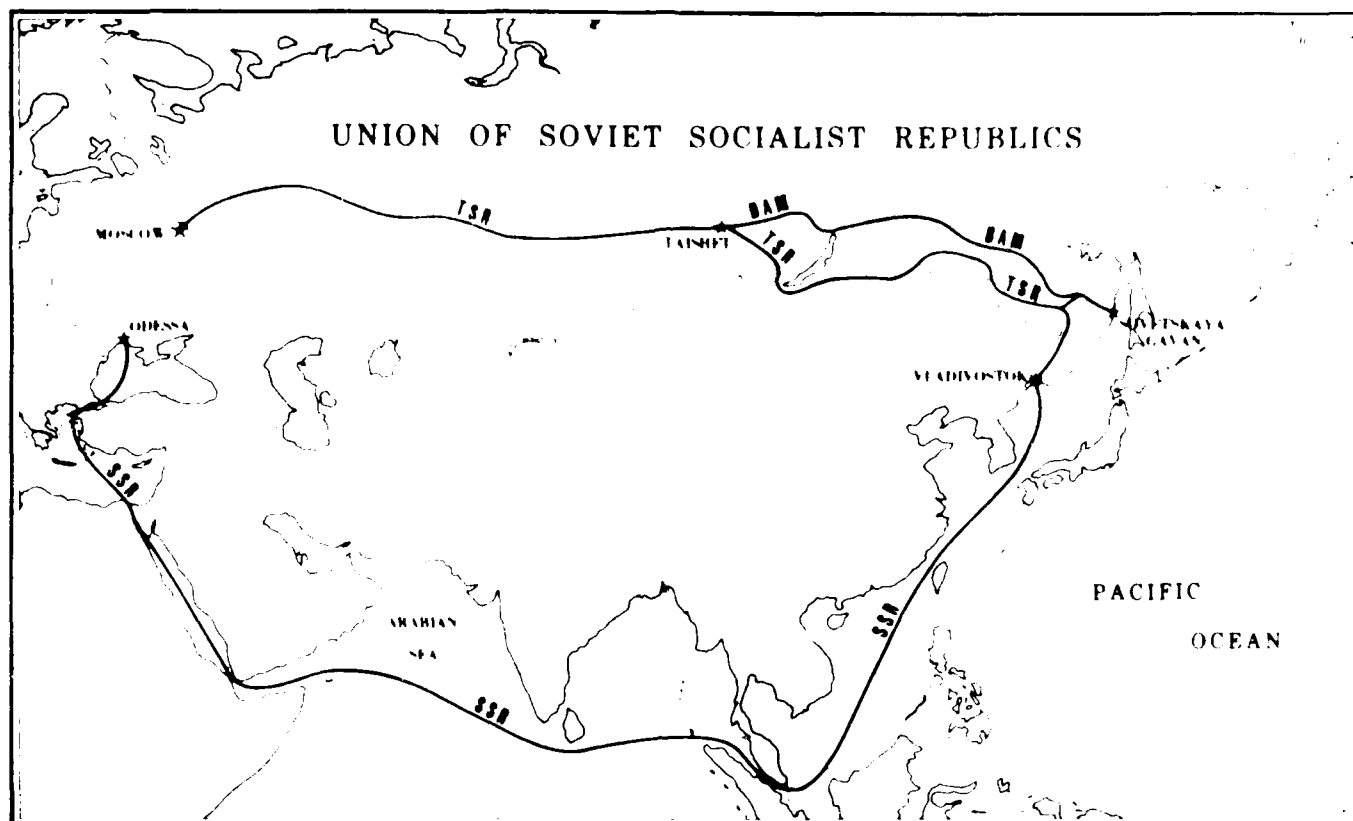 UNION OF SOVIET SOCIALIST REPUBLICS
TSR
BAM
BAM
MOSCOW
TAISHET
TSR
TSR
ODESSA
GAVAN
VLADIVOSTOK
SSR
PACIFIC
OCEAN
ARABIAN
SEA
SSR
SSR